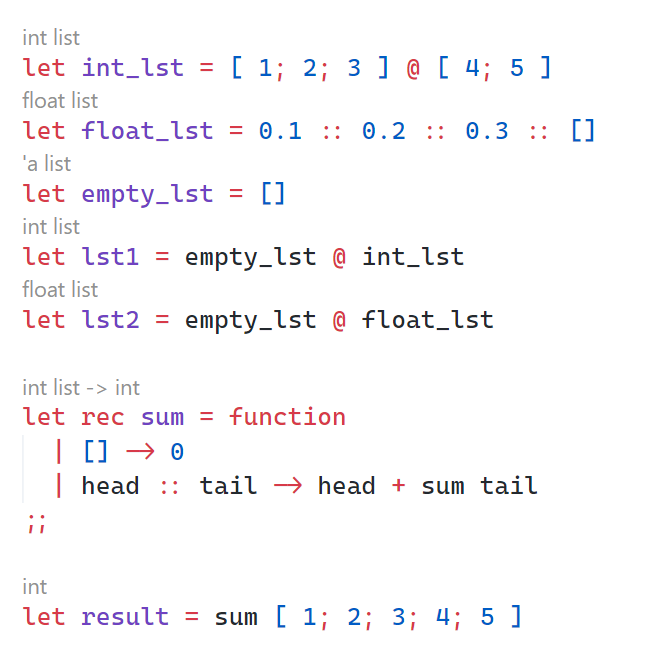 int list
let int_lst = [ 1; 2; 3 ] @ [ 4; 5 ]
float list
let float_lst = 0.1 :: 0.2 :: 0.3 :: []
'a list
let empty_lst = []
int list
let lst1 = empty_lst @ int_lst
float list
let lst2 = empty_lst @ float_lst
int list -> int
let rec sum = function
  | [] -> 0
  | head :: tail -> head + sum tail
;;
int
let result = sum [ 1; 2; 3; 4; 5 ]